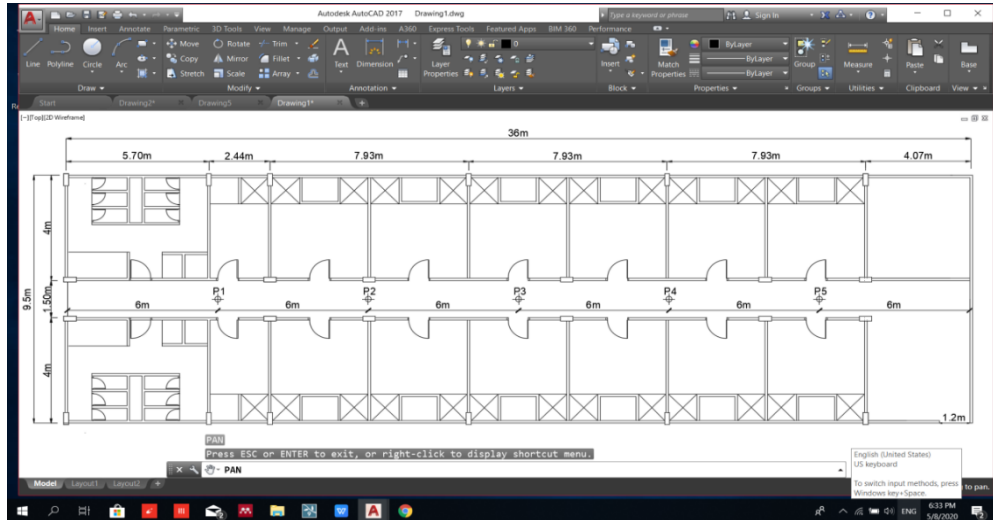 Autodesk AutoCAD 2017 Drawing1.dwg
Type a keyword or phrase
Sign In
Home Insert Annotate Parametric 3D Tools View Manage Output Add-ins A360 Express Tools Featured Apps BIM 360 Performance
Line Polyline Circle Arc
Move Rotate Trim
Copy Mirror Fillet
Stretch Scale Array
Text Dimension
Layer Properties
0
Insert
Match Properties
ByLayer
ByLayer
ByLayer
Group
Measure
Paste
Base
Draw Modify Annotation Layers Block Properties Groups Utilities Clipboard View
Start Drawing2* Drawing5 Drawing1*
[-][Top][2D Wireframe]
36m
5.70m 2.44m 7.93m 7.93m 7.93m 4.07m
4m
9.5m
1.50m
P1 P2 P3 P4 P5
6m 6m 6m 6m 6m 6m
4m
1.2m
PAN
Press ESC or ENTER to exit, or right-click to display shortcut menu.
PAN
English (United States)
US keyboard
To switch input methods, press
Windows key+Space.
Model Layout1 Layout2 +
to pan.
ENG
6:33 PM
5/8/2020